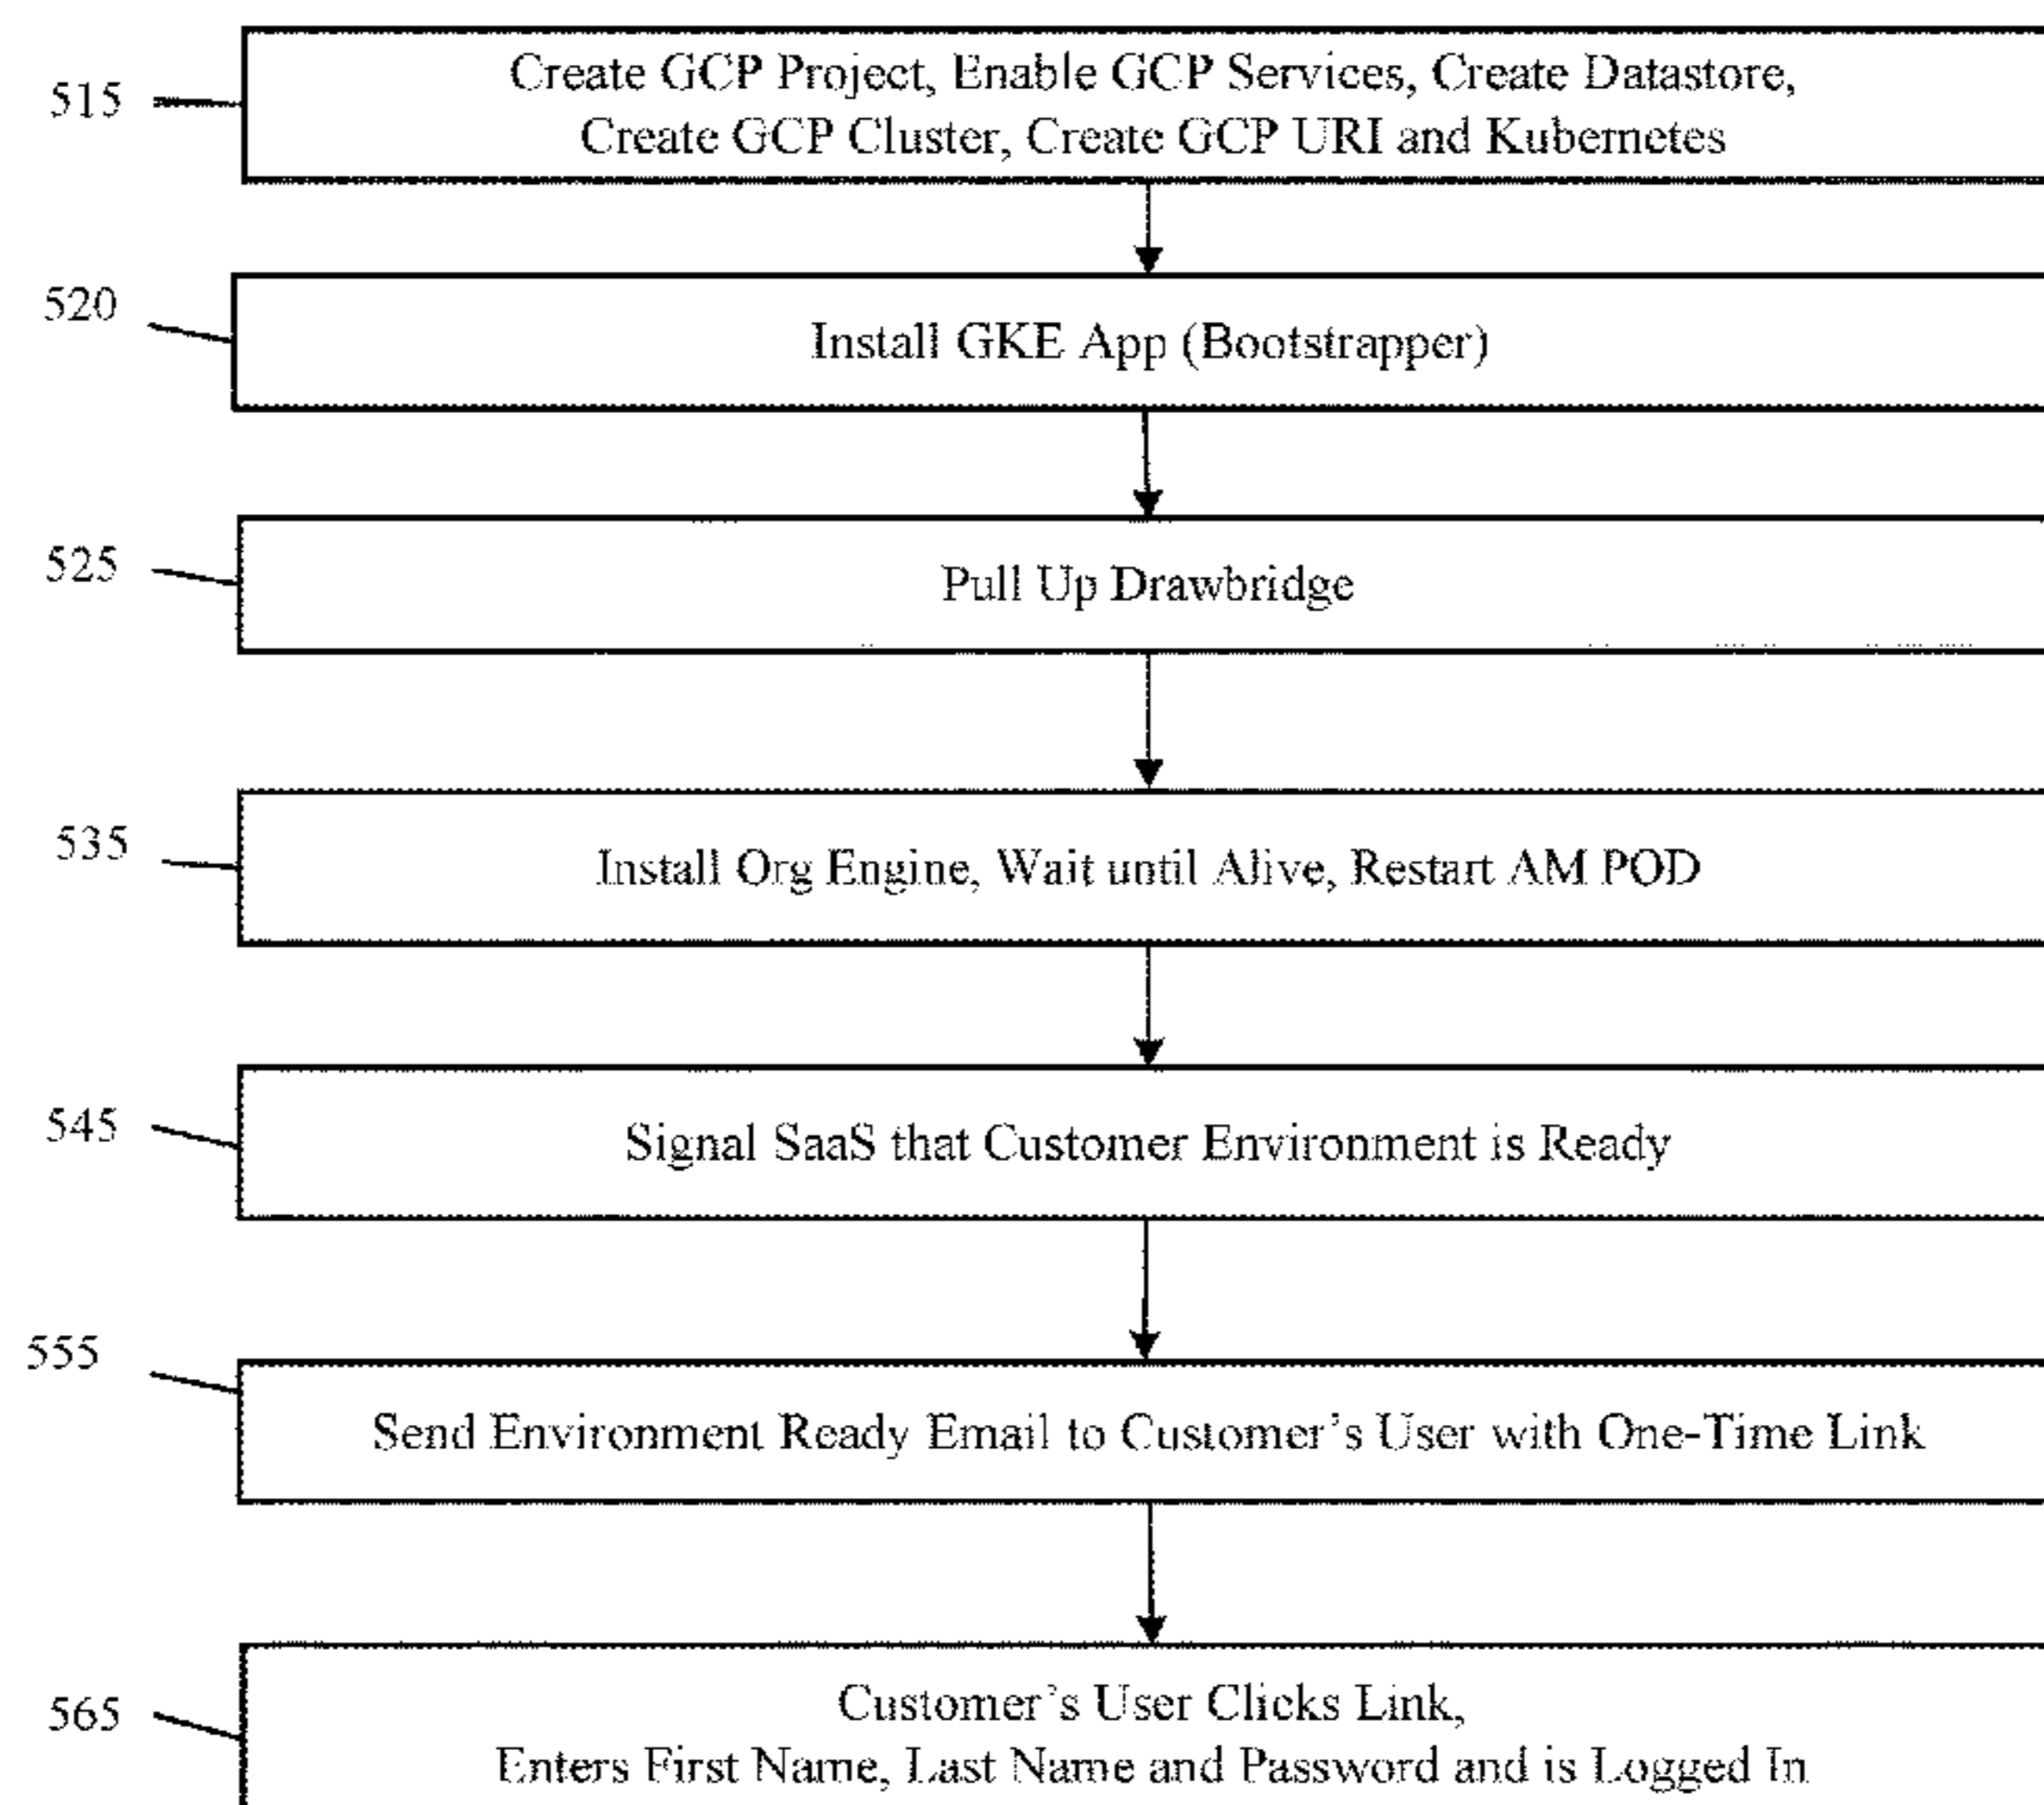 515
Create GCP Project, Enable GCP Services, Create Datastore,
Create GCP Cluster, Create GCP URI and Kubernetes
520
Install GKE App (Bootstrapper)
525
Pull Up Drawbridge
535
Install Org Engine, Wait until Alive, Restart AM POD
545
Signal SaaS that Customer Environment is Ready
555
Send Environment Ready Email to Customer's User with One-Time Link
565
Customer's User Clicks Link,
Enters First Name, Last Name and Password and is Logged In